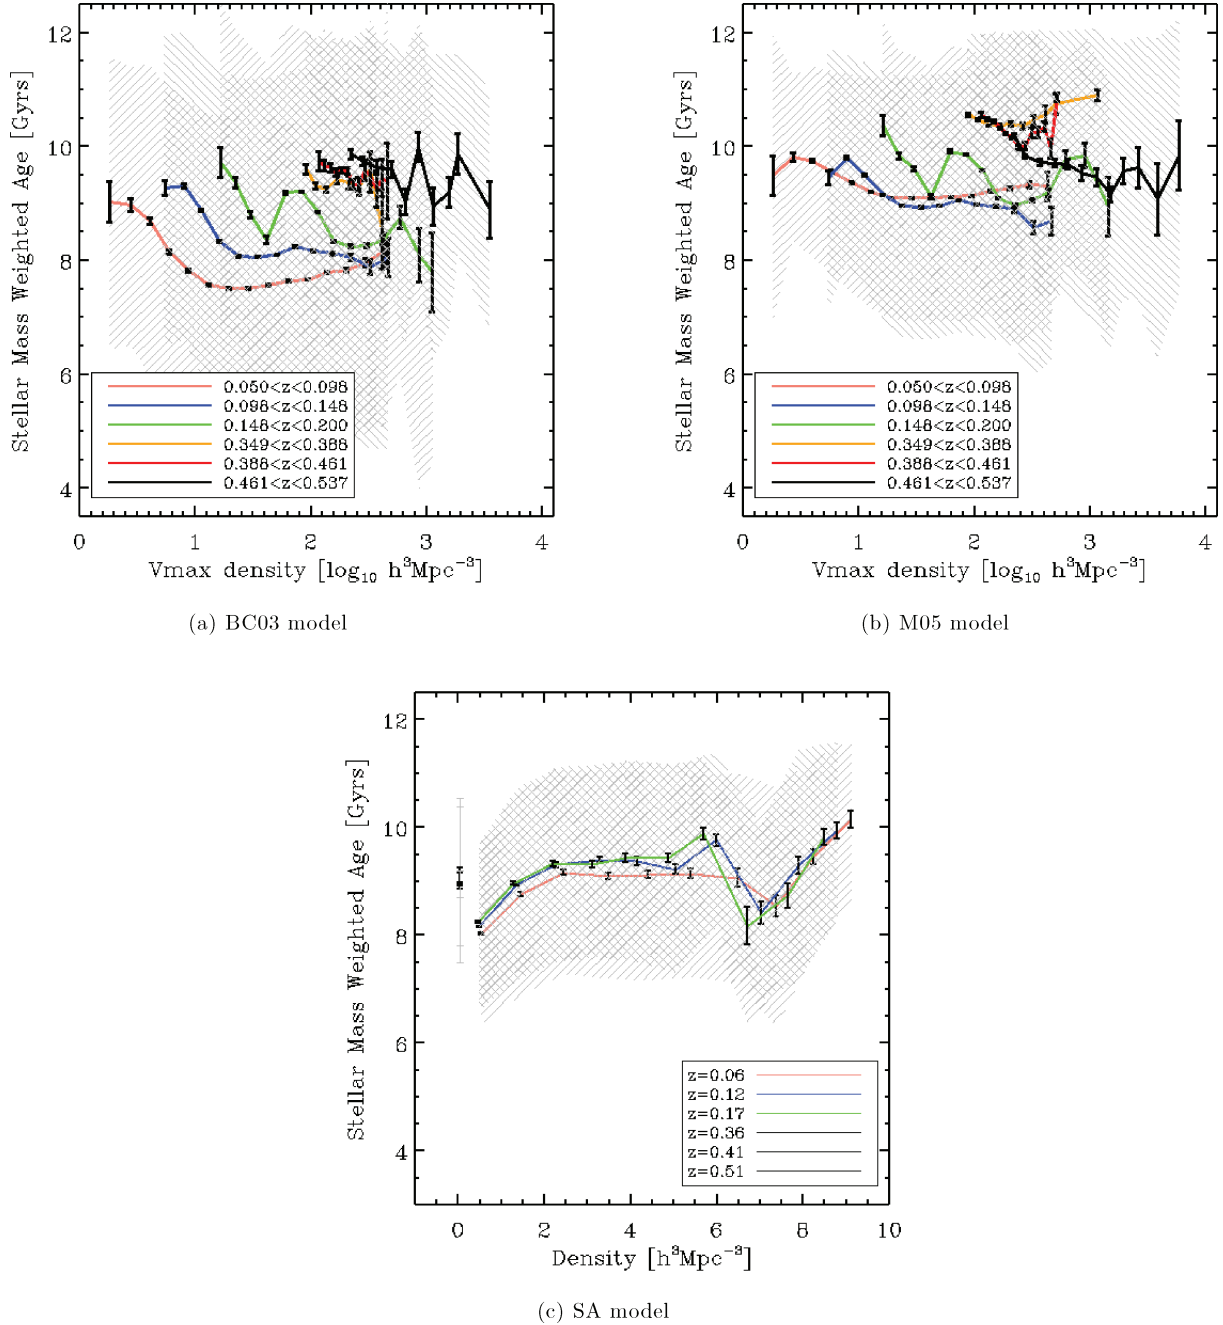 12
10
8
6
4
Stellar Mass Weighted Age [Gyrs]
0.050<z<0.098
0.098<z<0.148
0.148<z<0.200
0.349<z<0.388
0.388<z<0.461
0.461<z<0.537
0 1 2 3 4
Vmax density [log₁₀ h³Mpc⁻³]
(a) BC03 model
12
10
8
6
4
Stellar Mass Weighted Age [Gyrs]
0.050<z<0.098
0.098<z<0.148
0.148<z<0.200
0.349<z<0.388
0.388<z<0.461
0.461<z<0.537
0 1 2 3 4
Vmax density [log₁₀ h³Mpc⁻³]
(b) M05 model
12
10
8
6
4
Stellar Mass Weighted Age [Gyrs]
z=0.06
z=0.12
z=0.17
z=0.36
z=0.41
z=0.51
0 2 4 6 8 10
Density [h³Mpc⁻³]
(c) SA model